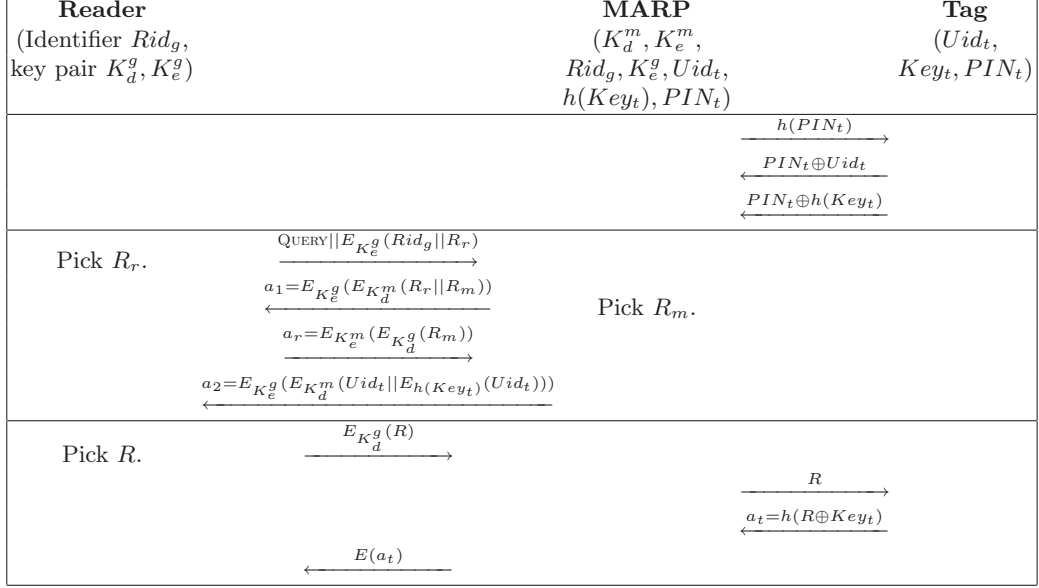 Reader MARP Tag
(Identifier Rid_g, (K_d^m, K_e^m, (Uid_t,
key pair K_d^g, K_e^g) Rid_g, K_e^g, Uid_t, Key_t, PIN_t)
h(Key_t), PIN_t)
h(PIN_t)
PIN_t⊕Uid_t
PIN_t⊕h(Key_t)
QUERY||E_{K_e^g}(Rid_g||R_r)
Pick R_r.
a_1=E_{K_e^g}(E_{K_d^m}(R_r||R_m))
Pick R_m.
a_r=E_{K_e^m}(E_{K_d^g}(R_m))
a_2=E_{K_e^g}(E_{K_d^m}(Uid_t||E_{h(Key_t)}(Uid_t)))
E_{K_d^g}(R)
Pick R.
R
a_t=h(R⊕Key_t)
E(a_t)